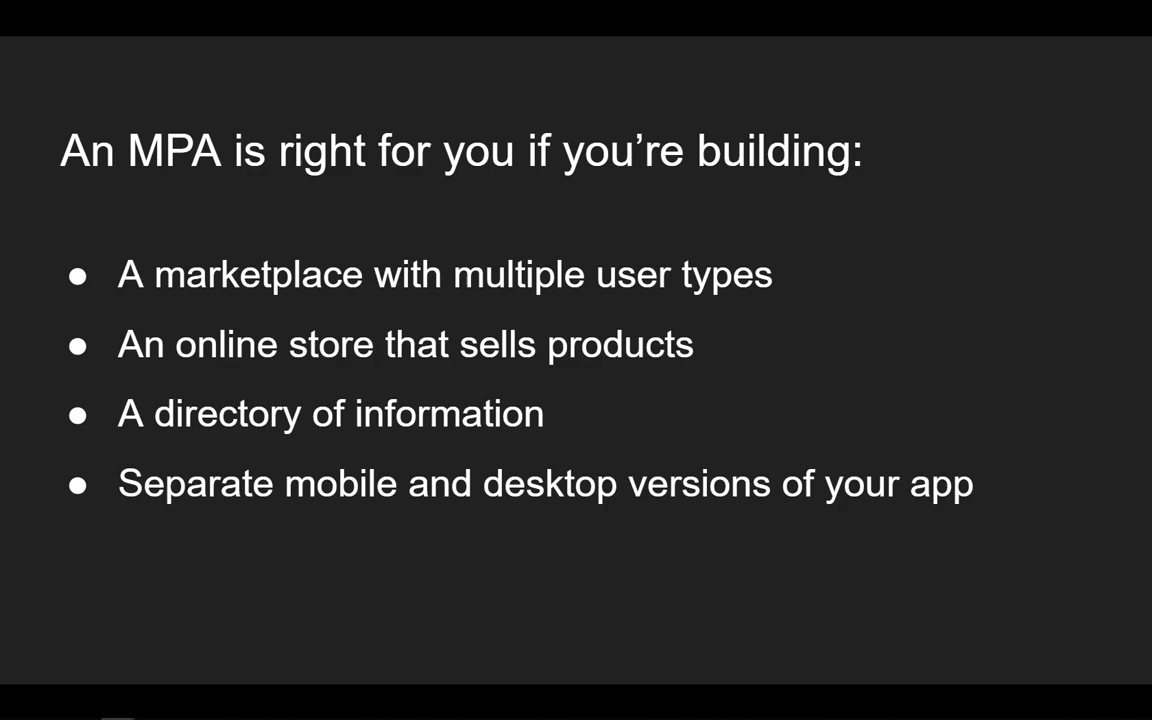 An MPA is right for you if you’re building:
● A marketplace with multiple user types
● An online store that sells products
● A directory of information
● Separate mobile and desktop versions of your app